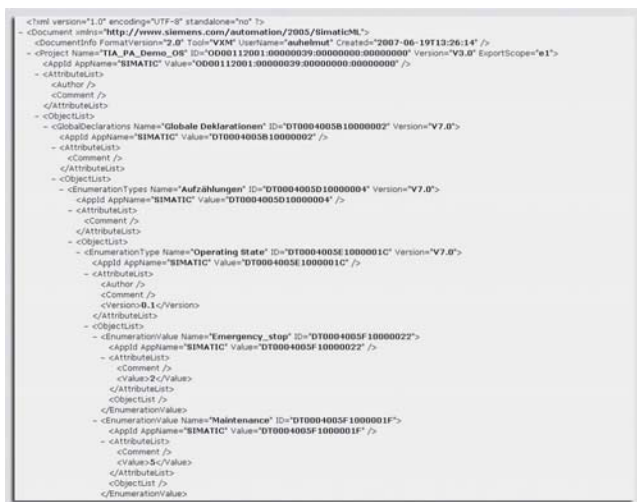 <?xml version="1.0" encoding="UTF-8" standalone="no" ?>
- <Document xmlns="http://www.siemens.com/automation/2005/SimaticML">
<DocumentInfo FormatVersion="2.0" Tool="VXM" UserName="auhelmut" Created="2007-06-19T13:26:14" />
- <Project Name="TIA_PA_Demo_OS" ID="OD00112001:00000039:00000000:00000000" Version="V3.0" ExportScope="e1">
<AppId AppName="SIMATIC" Value="OD00112001:00000039:00000000:00000000" />
- <AttributeList>
<Author />
<Comment />
</AttributeList>
- <ObjectList>
- <GlobalDeclarations Name="Globale Deklarationen" ID="DT0004005B10000002" Version="V7.0">
<AppId AppName="SIMATIC" Value="DT0004005B10000002" />
- <AttributeList>
<Comment />
</AttributeList>
- <ObjectList>
- <EnumerationTypes Name="Aufzählungen" ID="DT0004005D10000004" Version="V7.0">
<AppId AppName="SIMATIC" Value="DT0004005D10000004" />
- <AttributeList>
<Comment />
</AttributeList>
- <ObjectList>
- <EnumerationType Name="Operating State" ID="DT0004005E1000001C" Version="V7.0">
<AppId AppName="SIMATIC" Value="DT0004005E1000001C" />
- <AttributeList>
<Author />
<Comment />
<Version>0.1</Version>
</AttributeList>
- <ObjectList>
- <EnumerationValue Name="Emergency_stop" ID="DT0004005F10000022">
<AppId AppName="SIMATIC" Value="DT0004005F10000022" />
- <AttributeList>
<Comment />
<Value>2</Value>
</AttributeList>
<ObjectList />
</EnumerationValue>
- <EnumerationValue Name="Maintenance" ID="DT0004005F1000001F">
<AppId AppName="SIMATIC" Value="DT0004005F1000001F" />
- <AttributeList>
<Comment />
<Value>5</Value>
</AttributeList>
<ObjectList />
</EnumerationValue>